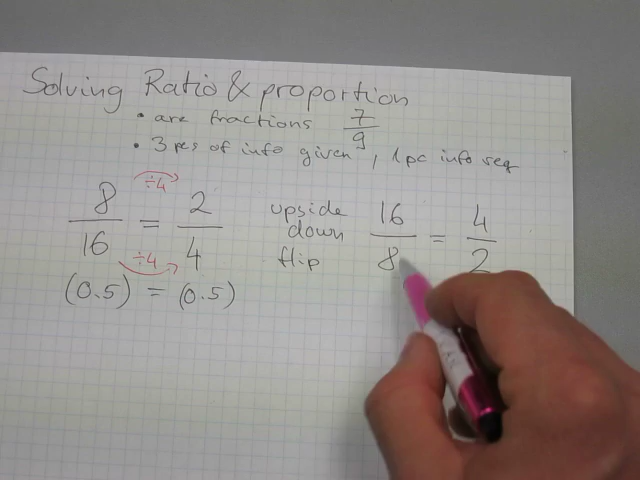 Solving Ratio & proportion
• are fractions 7/9
• 3 pcs of info given, 1 pc info req
÷4
8/16 = 2/4
÷4
(0.5) = (0.5)
upside down flip
16/8 = 4/2